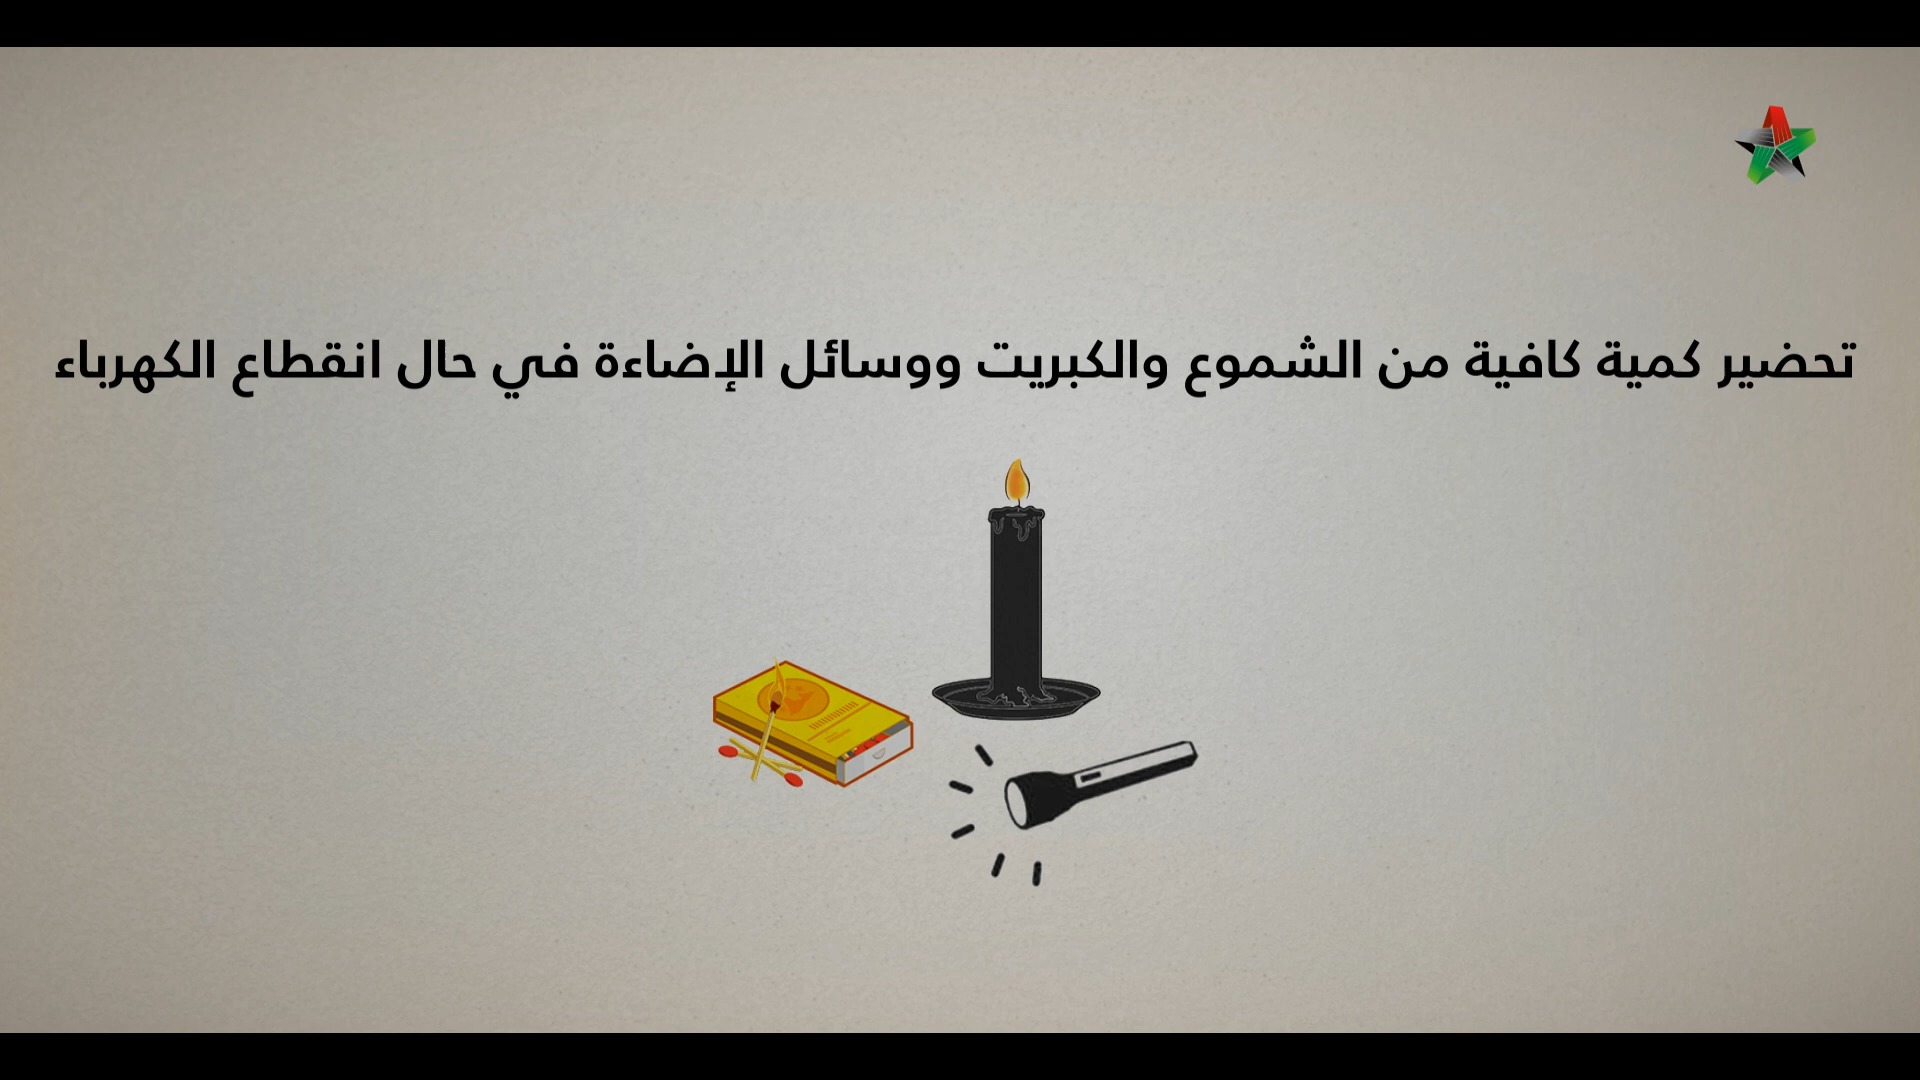 تحضير كمية كافية من الشموع والكبريت ووسائل الإضاءة في حال انقطاع الكهرباء